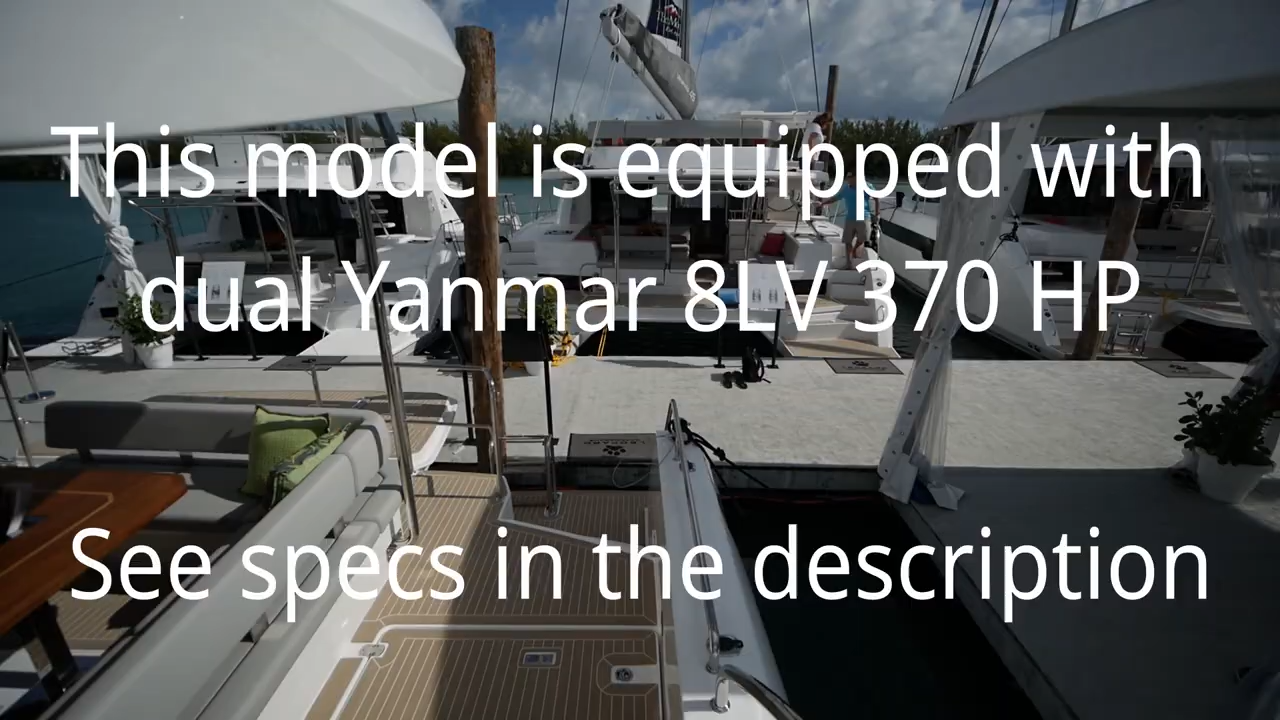 This model is equipped with
dual Yanmar 8LV 370 HP
See specs in the description